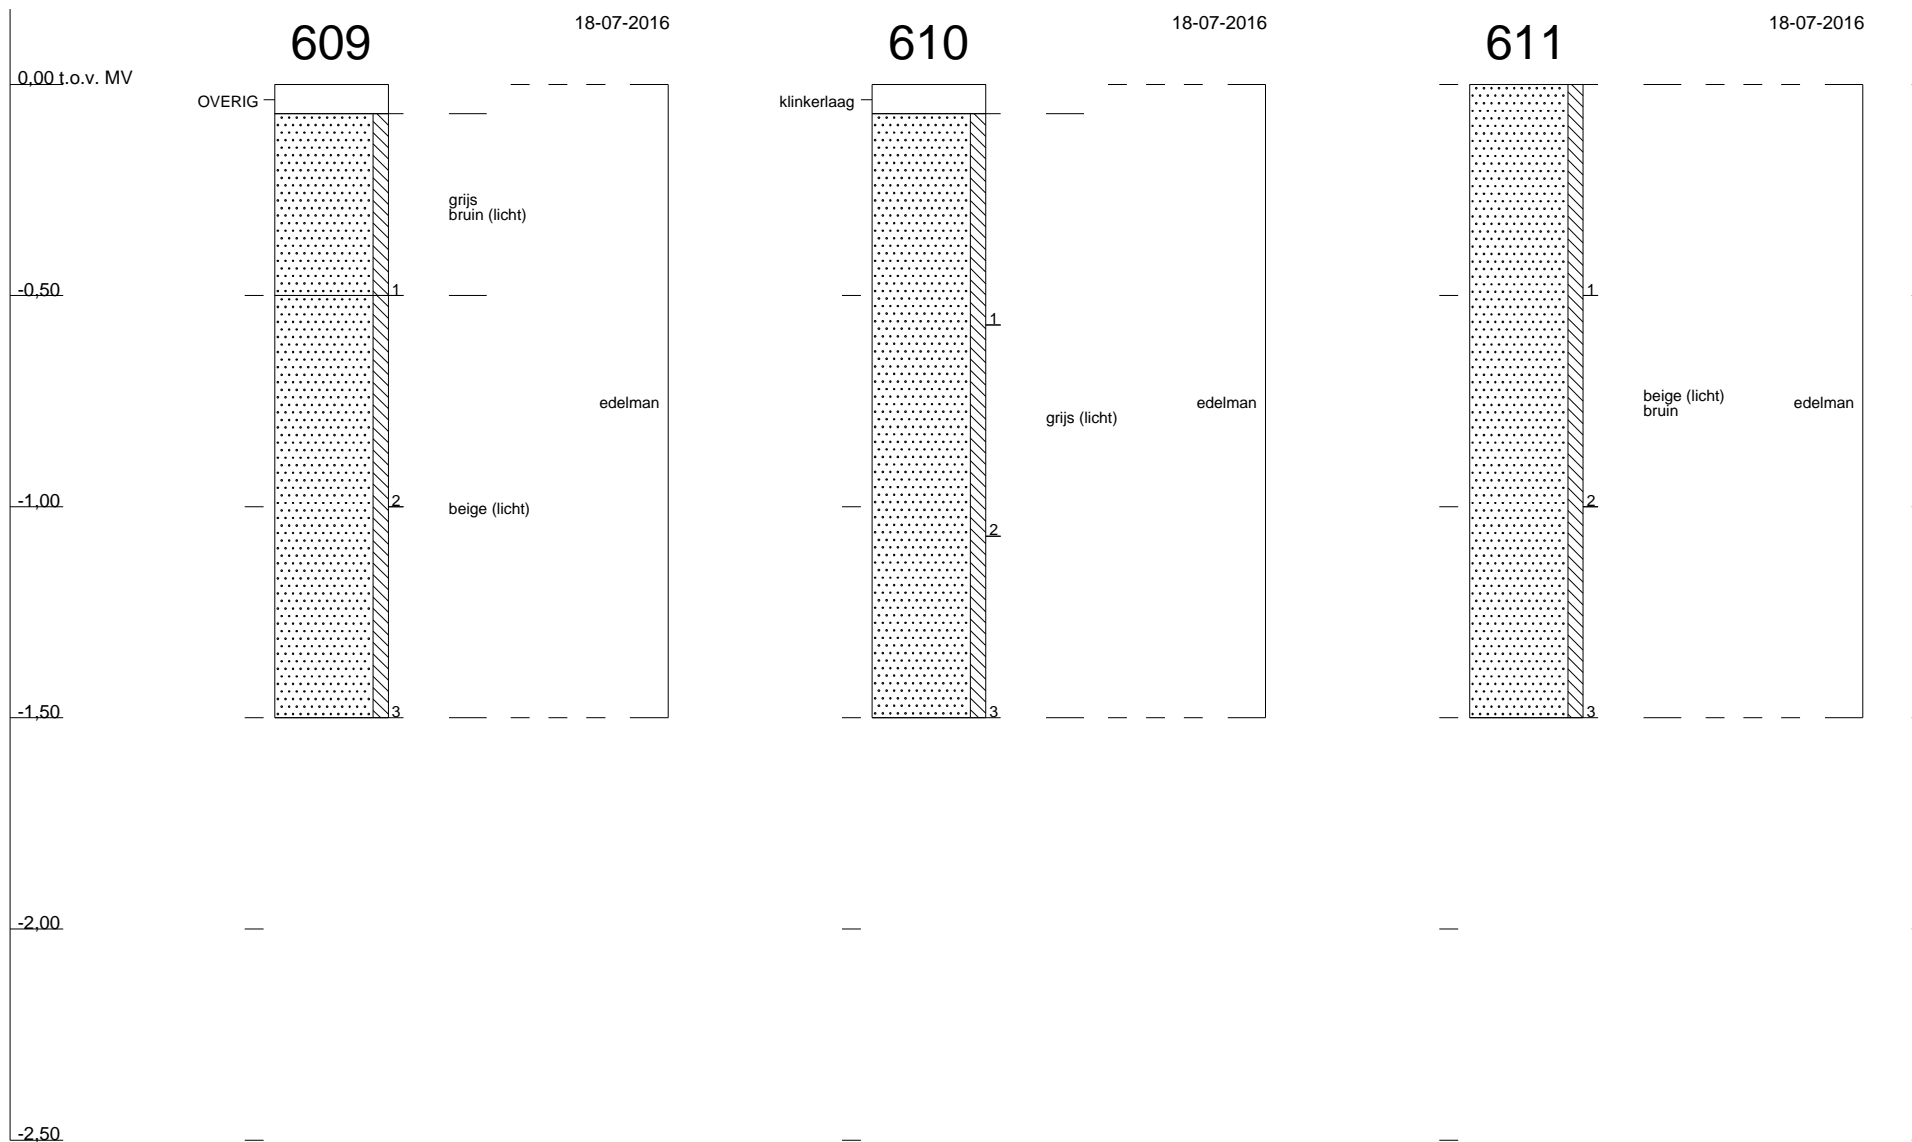 609
18-07-2016
610
18-07-2016
611
18-07-2016
0,00 t.o.v. MV
OVERIG
klinkerlaag
grijs
bruin (licht)
-0,50
1
1
1
edelman
grijs (licht)
edelman
beige (licht)
bruin
edelman
-1,00
2
beige (licht)
2
2
-1,50
3
3
3
-2,00
-2,50